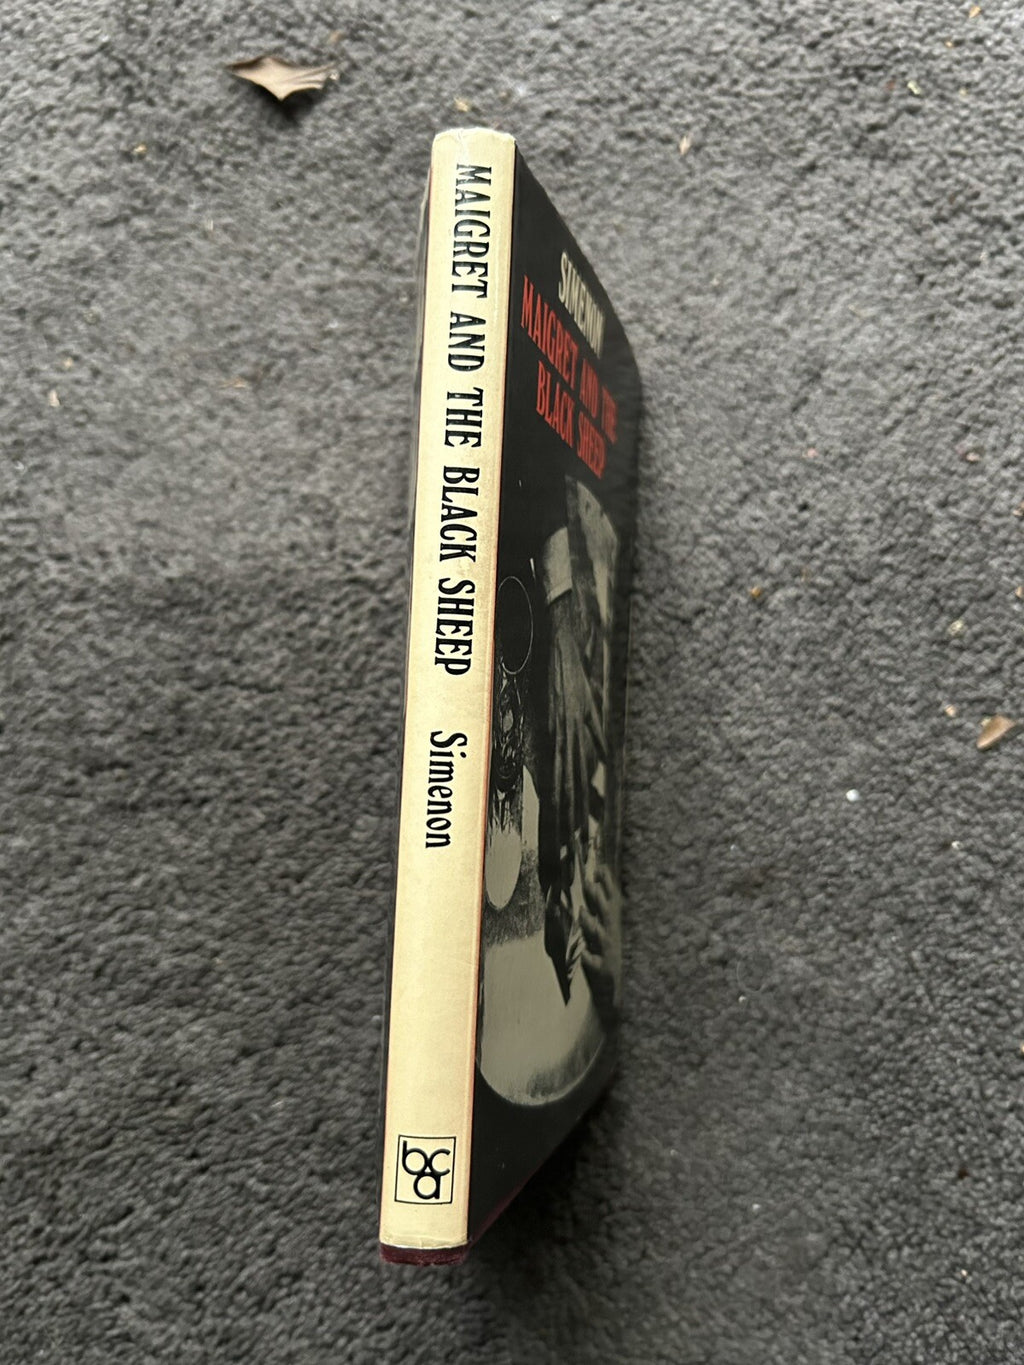 MAIGRET AND THE BLACK SHEEP Simenon
bca
SIMENON
MAIGRET AND THE
BLACK SHEEP